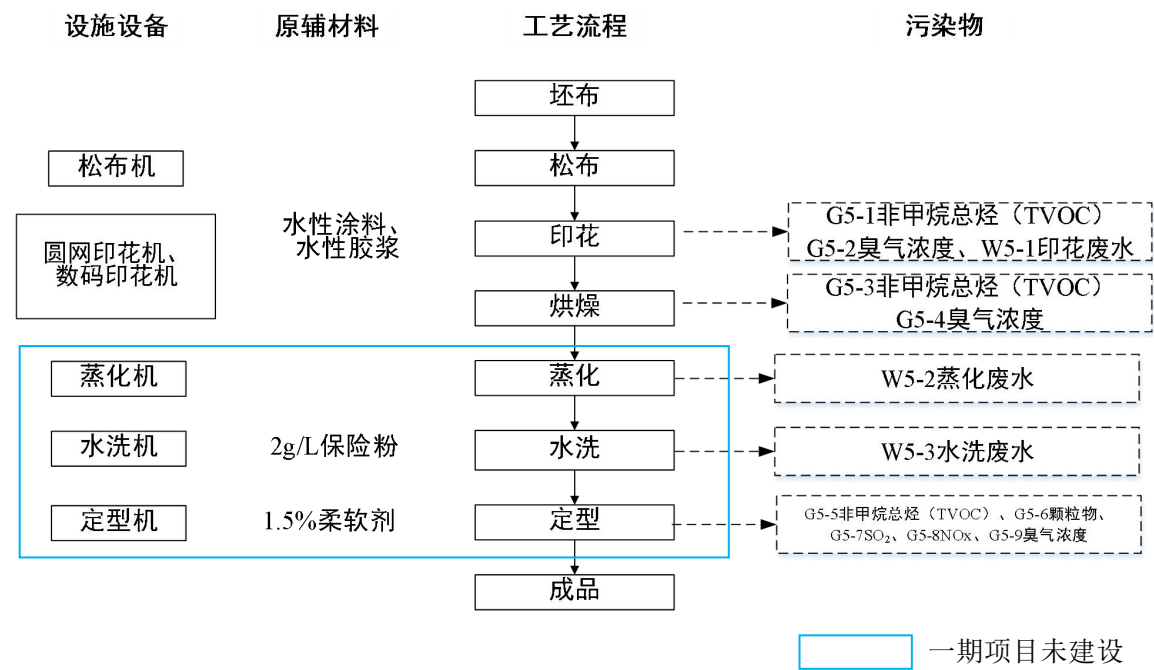 设施设备
原辅材料
工艺流程
污染物
坯布
松布机
松布
圆网印花机、
数码印花机
水性涂料、
水性胶浆
印花
G5-1非甲烷总烃（TVOC）
G5-2臭气浓度、W5-1印花废水
烘燥
G5-3非甲烷总烃（TVOC）
G5-4臭气浓度
蒸化机
蒸化
W5-2蒸化废水
水洗机
2g/L保险粉
水洗
W5-3水洗废水
定型机
1.5%柔软剂
定型
G5-5非甲烷总烃（TVOC）、G5-6颗粒物、
G5-7SO₂、G5-8NOx、G5-9臭气浓度
成品
一期项目未建设